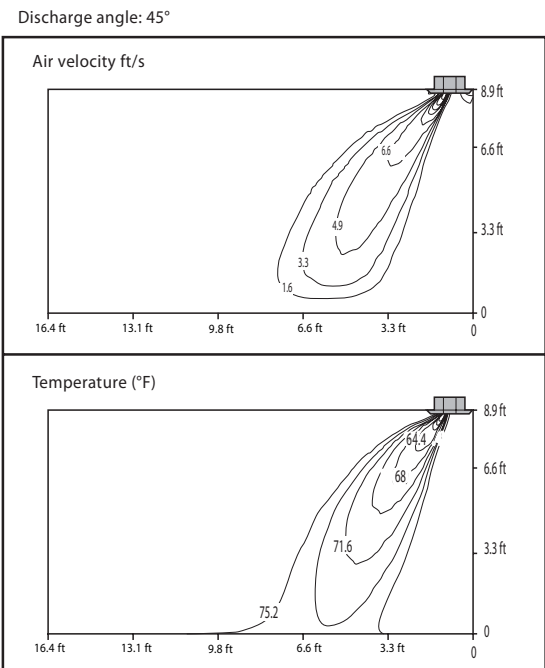 Discharge angle: 45°
Air velocity ft/s
8.9 ft
6.6
6.6 ft
4.9
3.3 ft
3.3
1.6
0
16.4 ft 13.1 ft 9.8 ft 6.6 ft 3.3 ft 0
Temperature (°F)
8.9 ft
64.4
6.6 ft
68
71.6
3.3 ft
75.2
0
16.4 ft 13.1 ft 9.8 ft 6.6 ft 3.3 ft 0